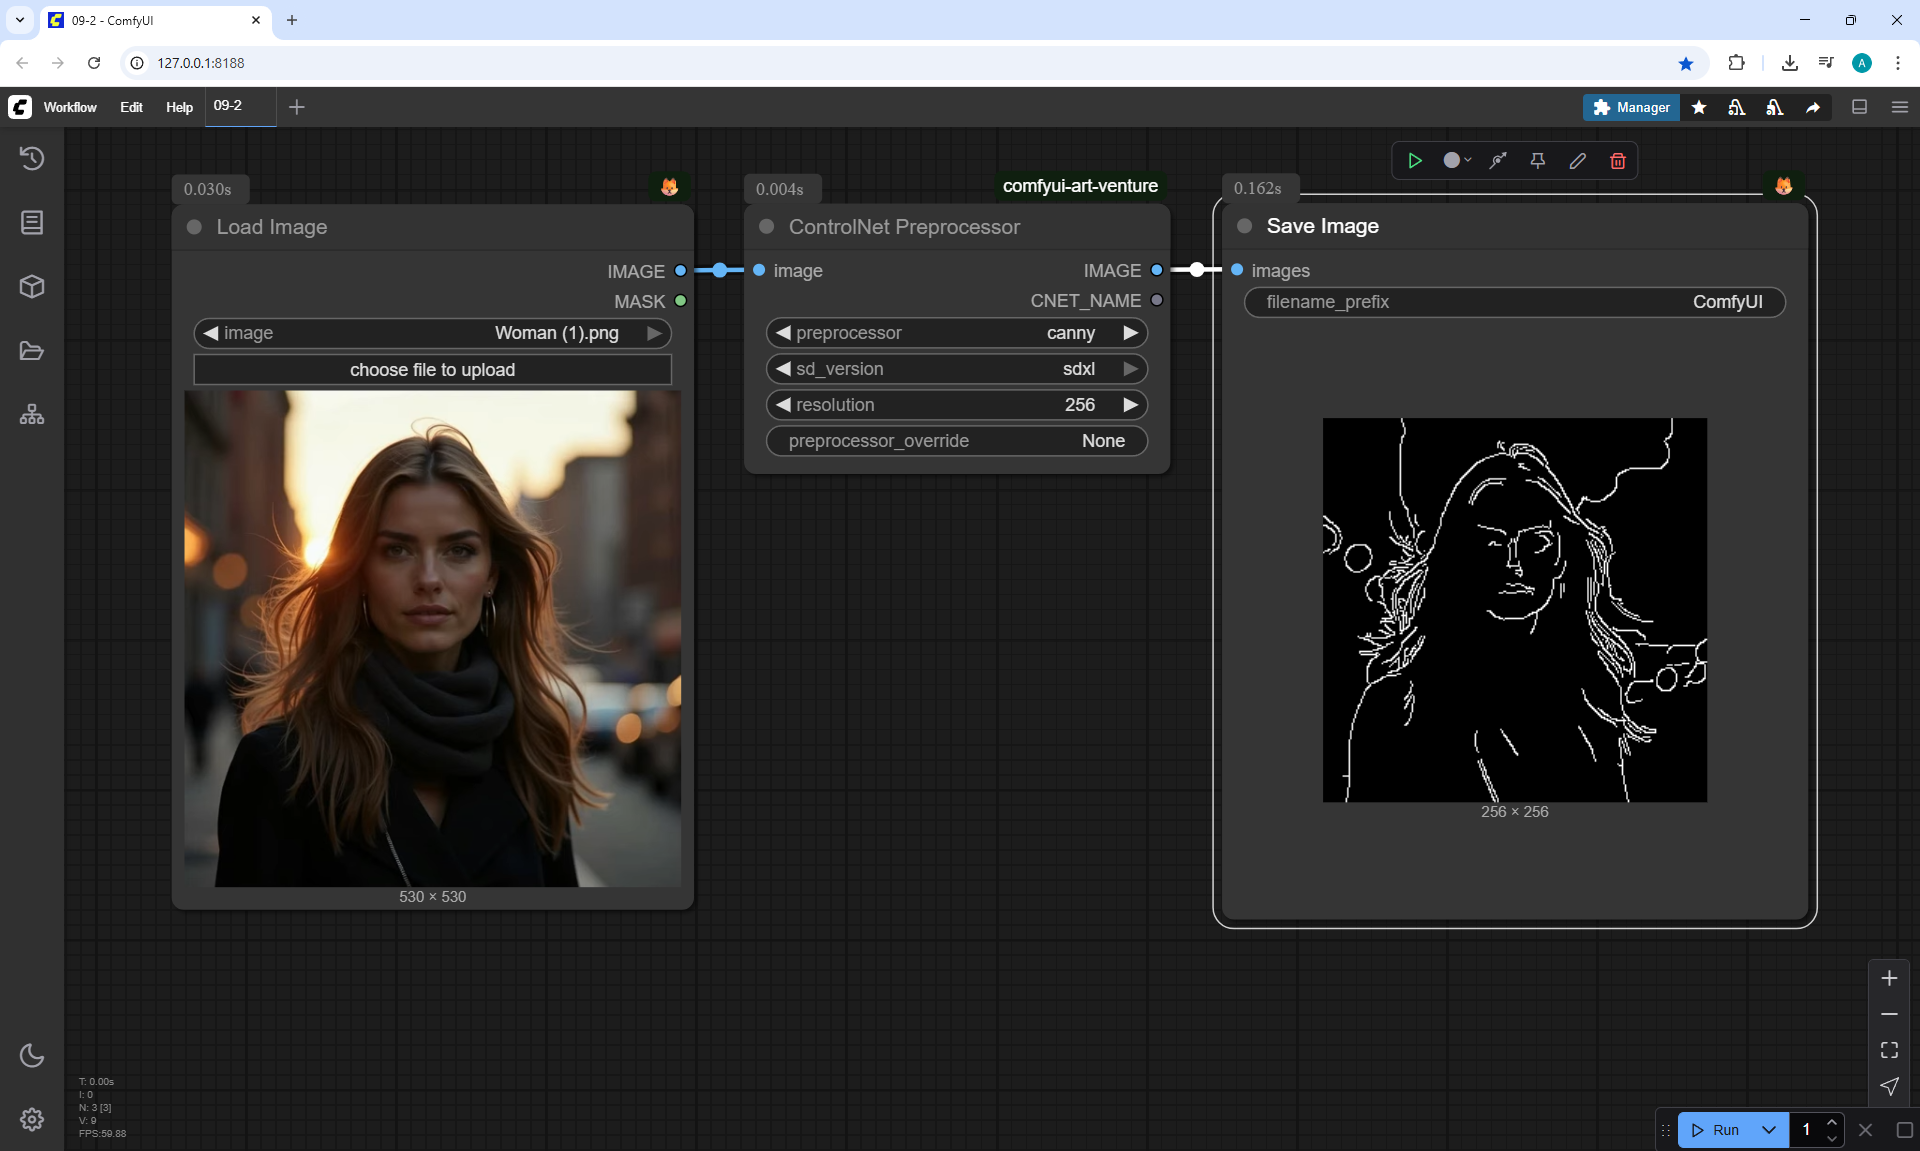 09-2 - ComfyUI
127.0.0.1:8188
A
Workflow Edit Help 09-2
Manager
0.030s
Load Image
IMAGE
MASK
image Woman (1).png
choose file to upload
530 × 530
0.004s
comfyui-art-venture
ControlNet Preprocessor
image IMAGE
CNET_NAME
preprocessor canny
sd_version sdxl
resolution 256
preprocessor_override None
0.162s
Save Image
images
filename_prefix ComfyUI
256 × 256
T: 0.00s
I: 0
N: 3 [3]
V: 9
FPS:59.88
Run 1